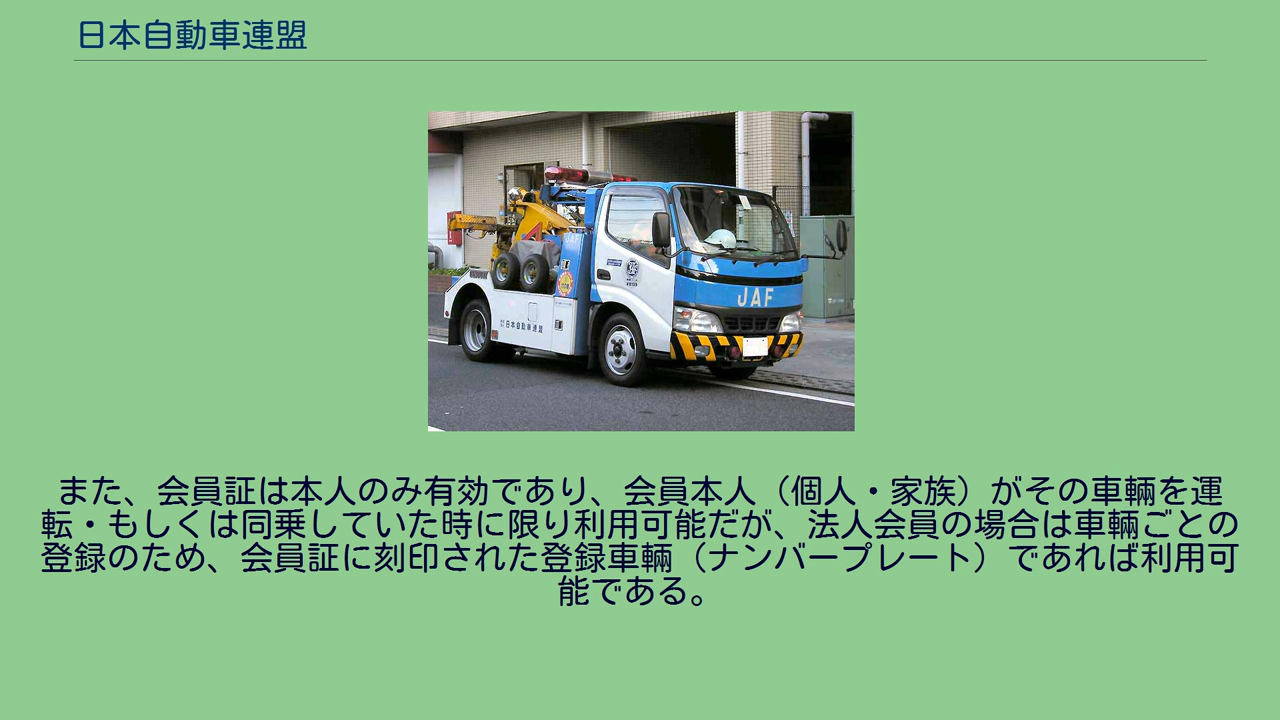 日本自動車連盟
JAF
JAF
日本自動車連盟
また、会員証は本人のみ有効であり、会員本人（個人・家族）がその車輛を運
転・もしくは同乗していた時に限り利用可能だが、法人会員の場合は車輛ごとの
登録のため、会員証に刻印された登録車輛（ナンバープレート）であれば利用可
能である。